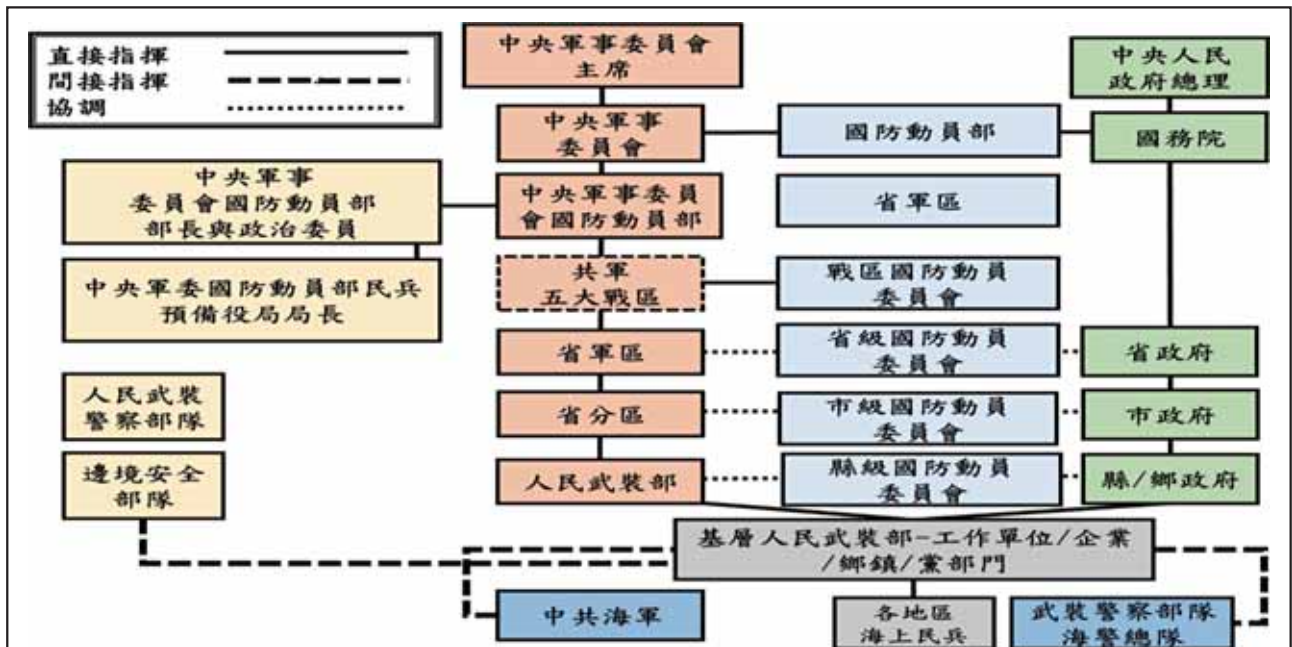 直接指揮
間接指揮
協調
中央軍事委員會
主席
中央人民
政府總理
中央軍事
委員會
國防動員部
國務院
中央軍事
委員會國防動員部
部長與政治委員
中央軍事委員
會國防動員部
省軍區
中央軍委國防動員部民兵
預備役局局長
共軍
五大戰區
戰區國防動員
委員會
省軍區
省級國防動員
委員會
省政府
人民武裝
警察部隊
省分區
市級國防動員
委員會
市政府
邊境安全
部隊
人民武裝部
縣級國防動員
委員會
縣/鄉政府
基層人民武裝部-工作單位/企業
/鄉鎮/黨部門
中共海軍
各地區
海上民兵
武裝警察部隊
海警總隊